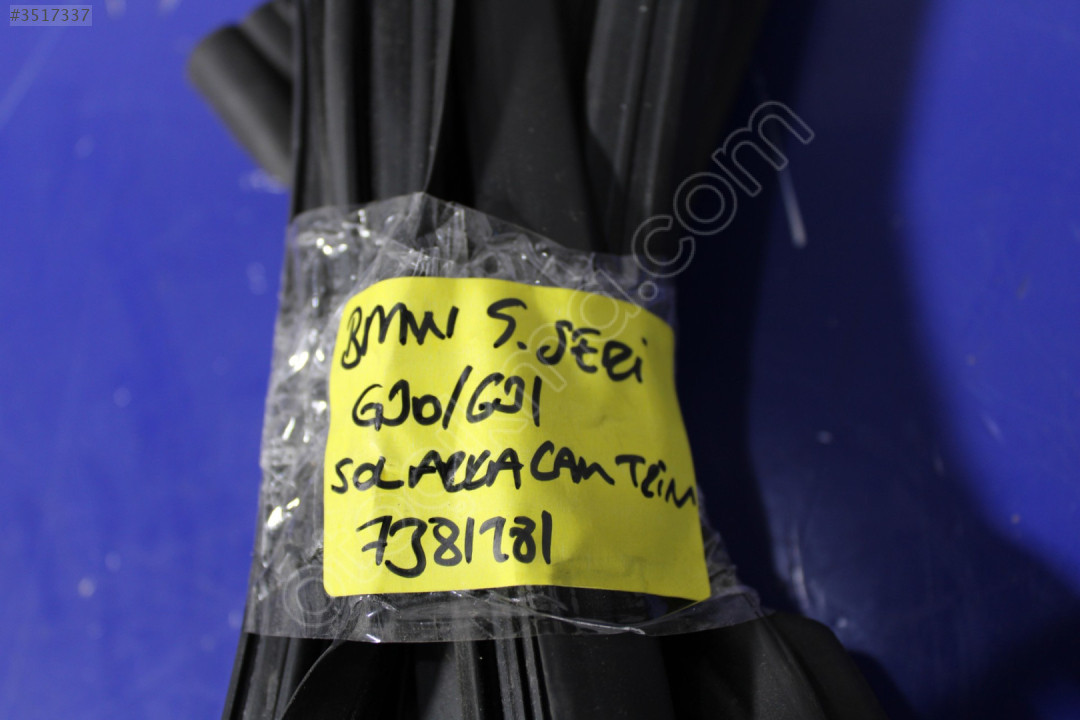 #3517337
BMW 5.SERİ
G30/G31
SOL ARKA CAM TRİM
7381781